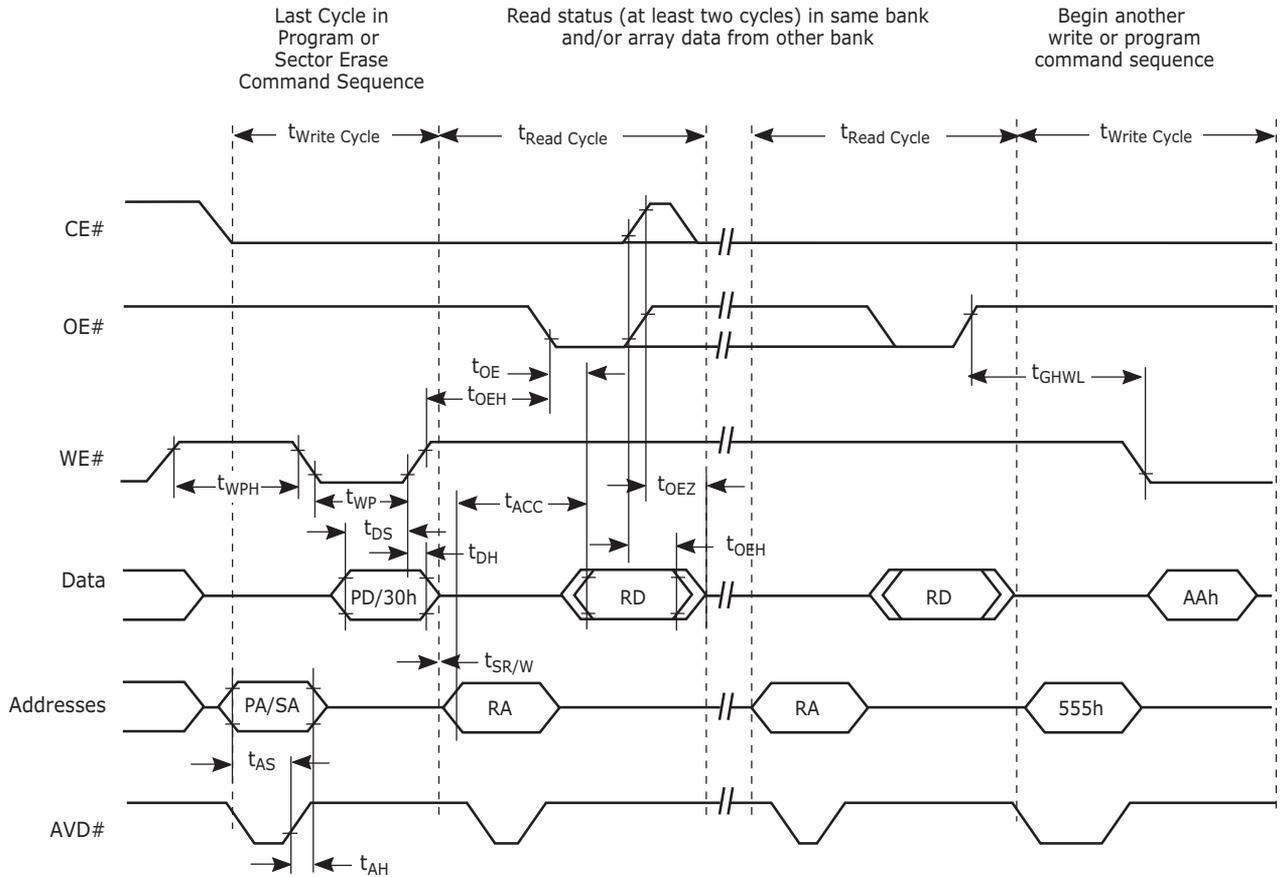 Last Cycle in
Program or
Sector Erase
Command Sequence
Read status (at least two cycles) in same bank
and/or array data from other bank
Begin another
write or program
command sequence
tWrite Cycle
tRead Cycle
tRead Cycle
tWrite Cycle
CE#
OE#
tOE
tOEH
tGHWL
WE#
tWPH
tWP
tACC
tOEZ
tDS
tDH
tOEH
Data
PD/30h
RD
RD
AAh
tSR/W
Addresses
PA/SA
RA
RA
555h
tAS
AVD#
tAH